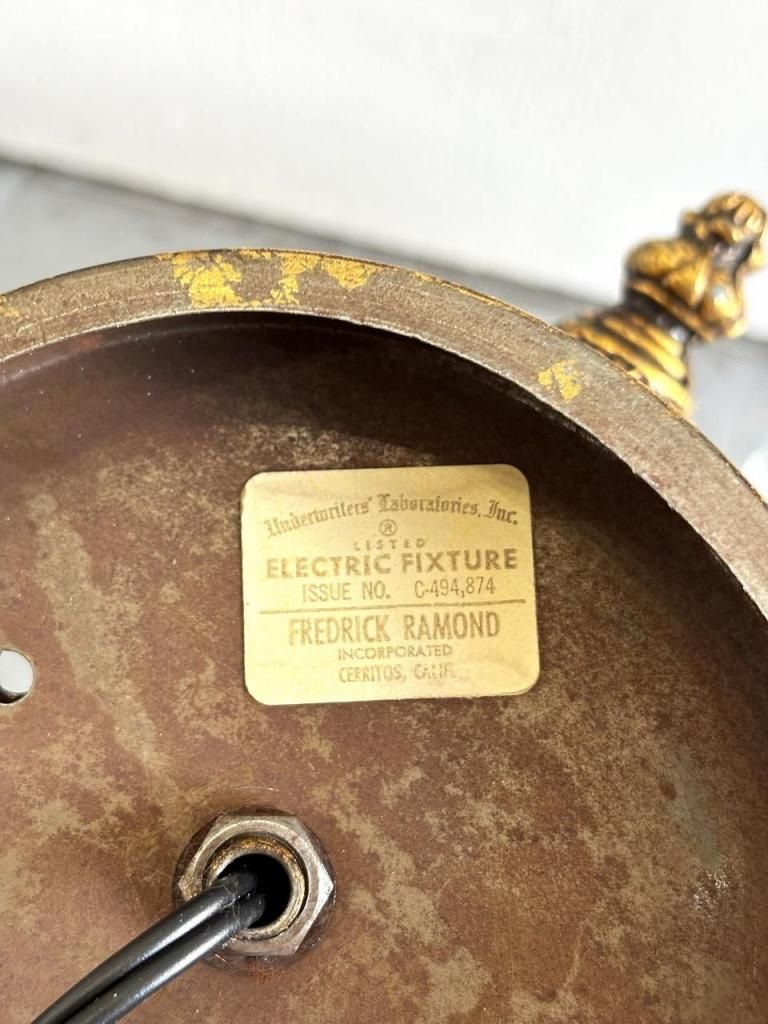 Underwriters' Laboratories, Inc.
®
LISTED
ELECTRIC FIXTURE
ISSUE NO. C-494,874
FREDRICK RAMOND
INCORPORATED
CERRITOS, CALIF.